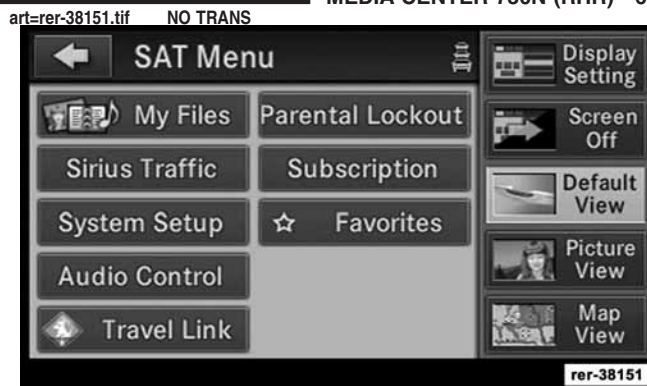 MEDIA CENTER 730N (RHR)
art=rer-38151.tif NO TRANS
SAT Menu
My Files
Parental Lockout
Sirius Traffic
Subscription
System Setup
Favorites
Audio Control
Travel Link
Display
Setting
Screen
Off
Default
View
Picture
View
Map
View
rer-38151